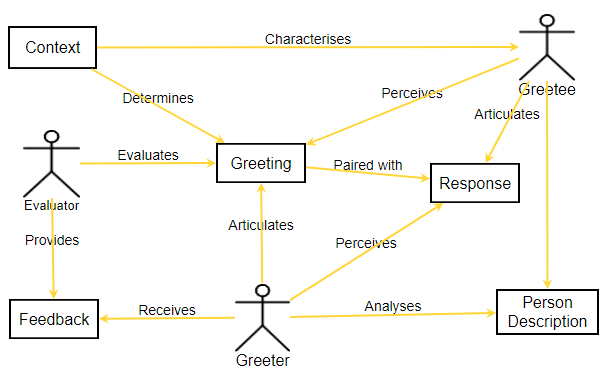 Context
Characterises
Greetee
Determines
Perceives
Articulates
Evaluates
Greeting
Paired with
Response
Evaluator
Articulates
Provides
Perceives
Feedback
Receives
Greeter
Analyses
Person
Description